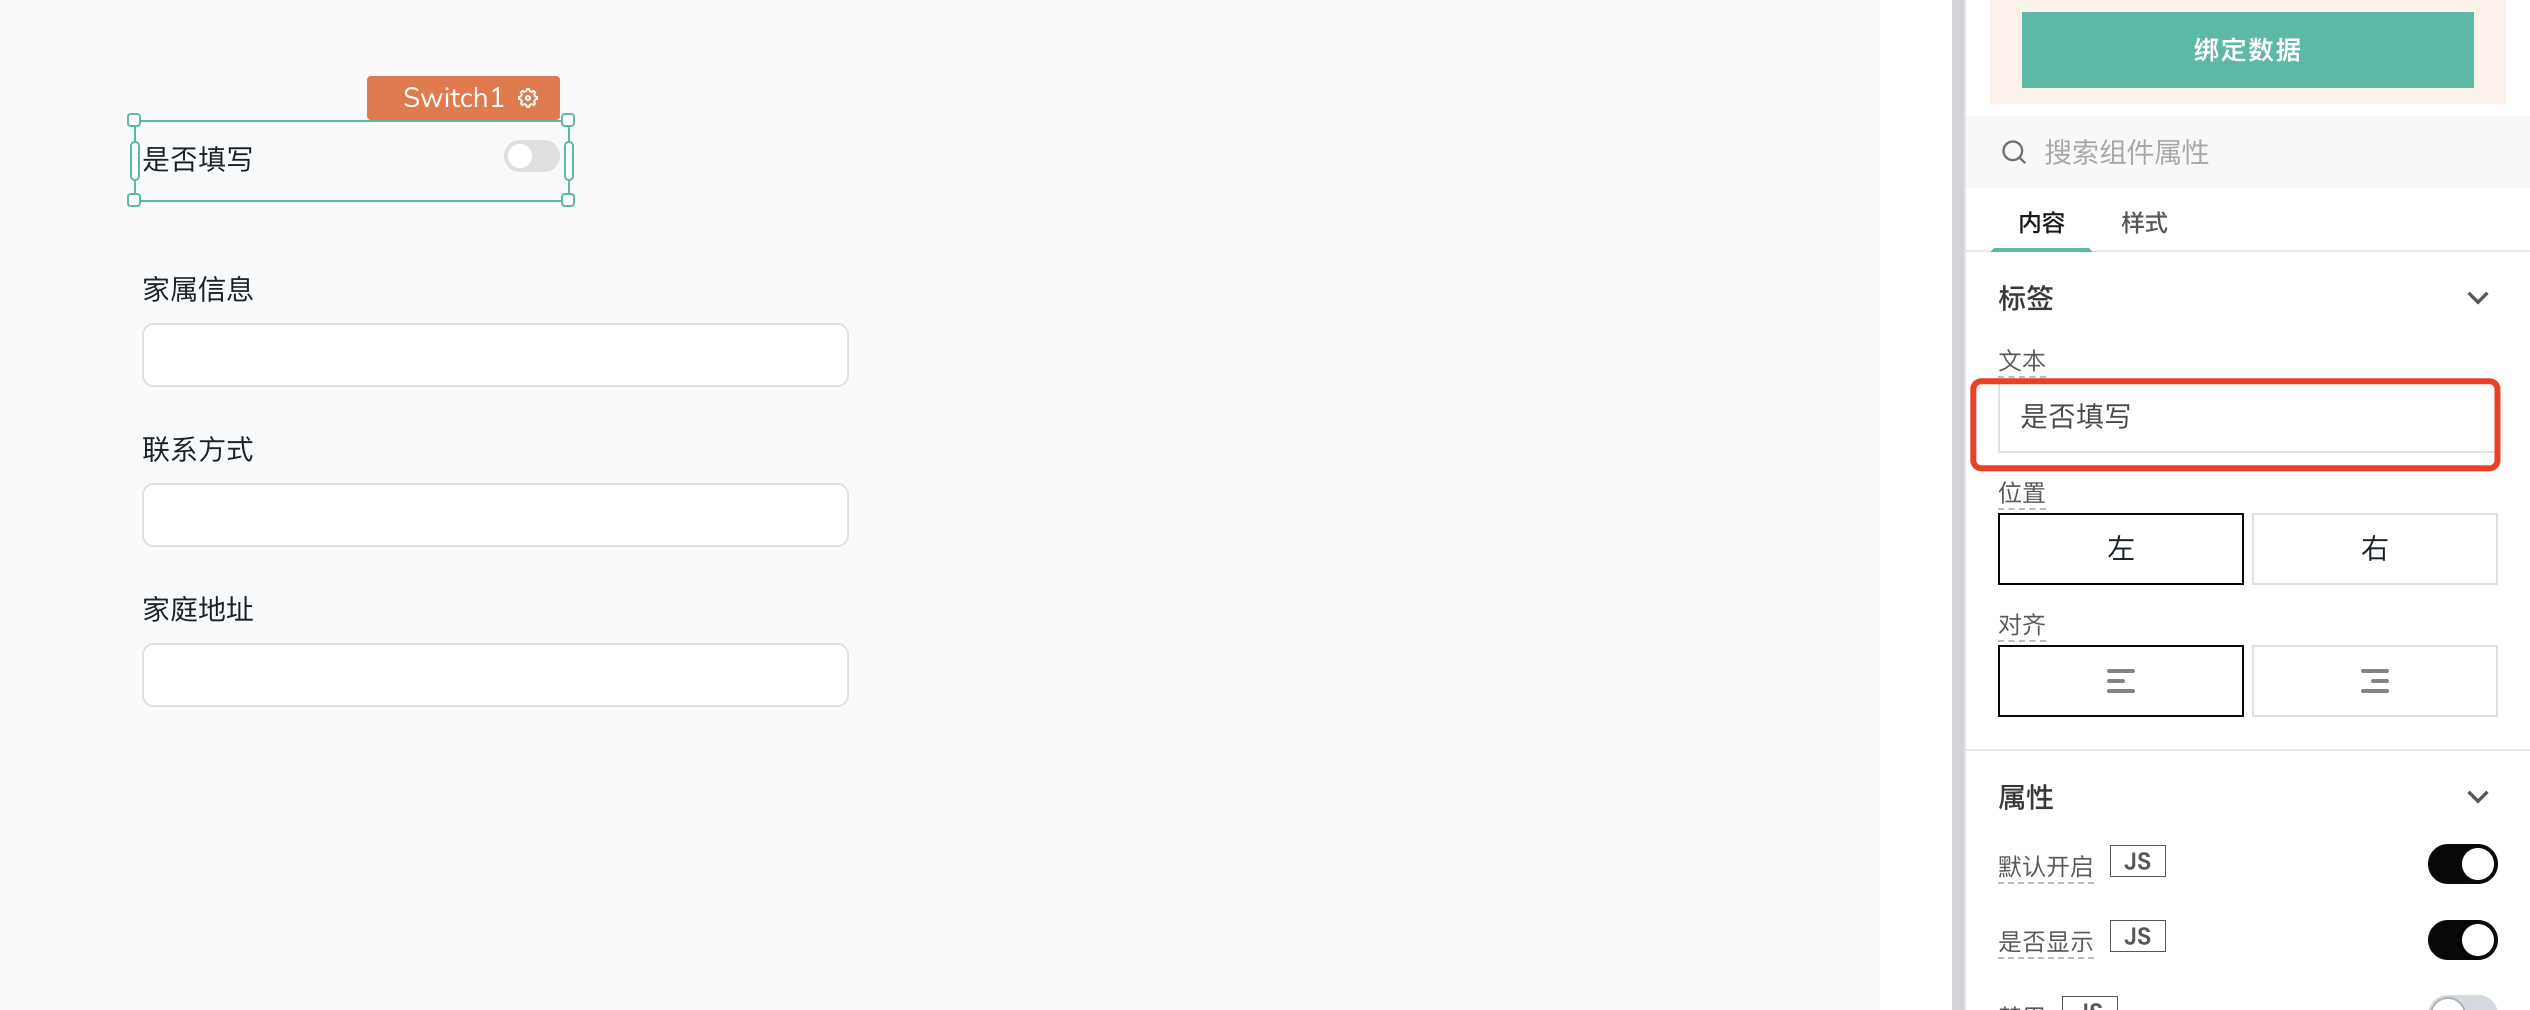 Switch1
是否填写
家属信息
联系方式
家庭地址
绑定数据
搜索组件属性
内容 样式
标签
文本
是否填写
位置
左 右
对齐
属性
默认开启 JS
是否显示 JS
JS